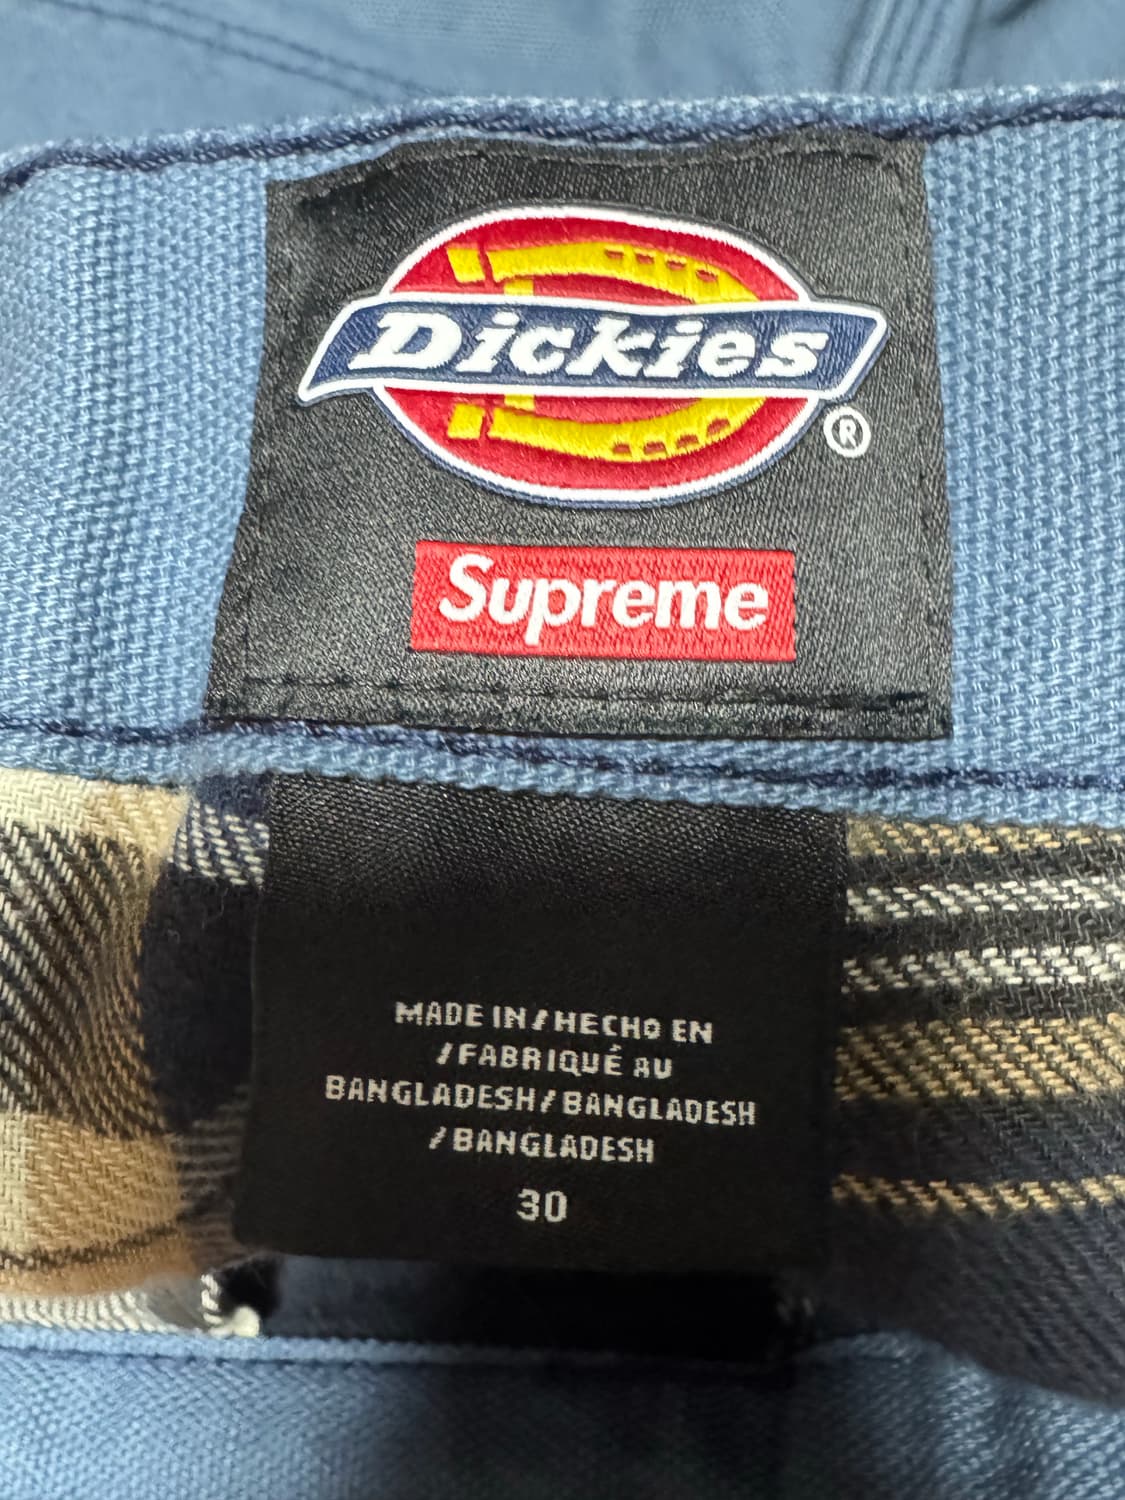 Dickies
®
Supreme
MADE IN/HECHO EN
/FABRIQUÉ AU
BANGLADESH/BANGLADESH
/BANGLADESH
30